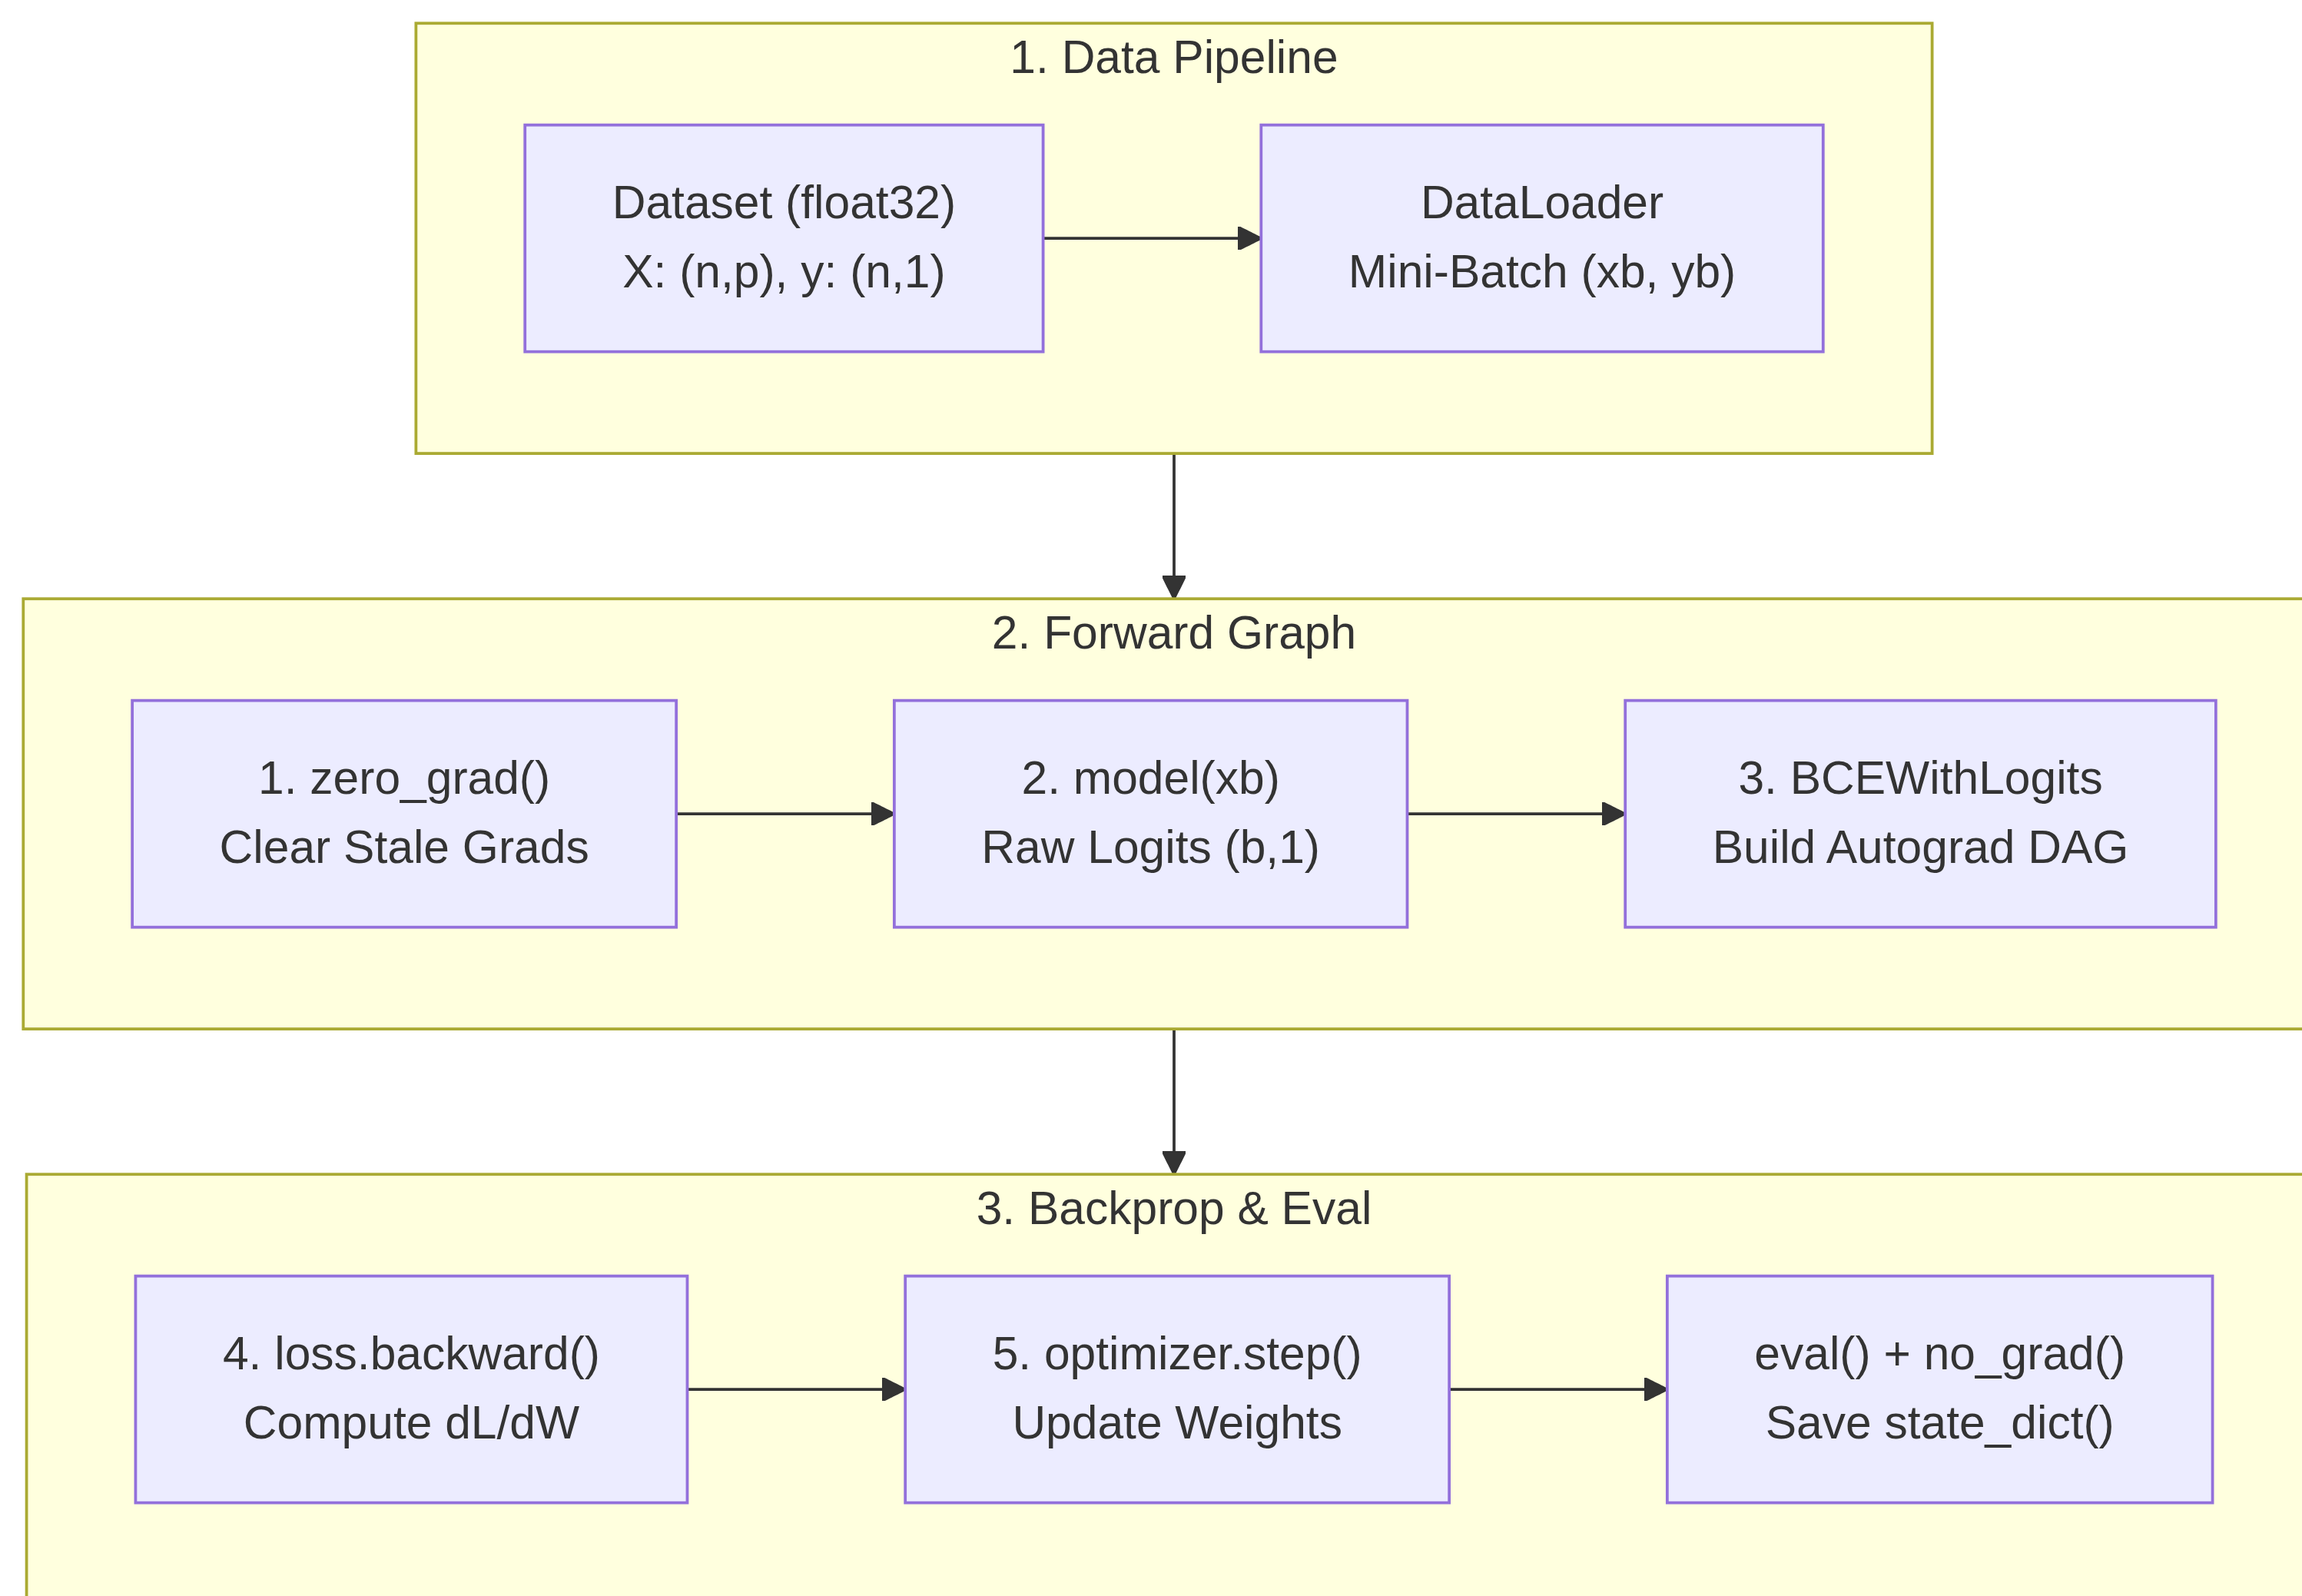 1. Data Pipeline
Dataset (float32)
X: (n,p), y: (n,1)
DataLoader
Mini-Batch (xb, yb)
2. Forward Graph
1. zero_grad()
Clear Stale Grads
2. model(xb)
Raw Logits (b,1)
3. BCEWithLogits
Build Autograd DAG
3. Backprop & Eval
4. loss.backward()
Compute dL/dW
5. optimizer.step()
Update Weights
eval() + no_grad()
Save state_dict()